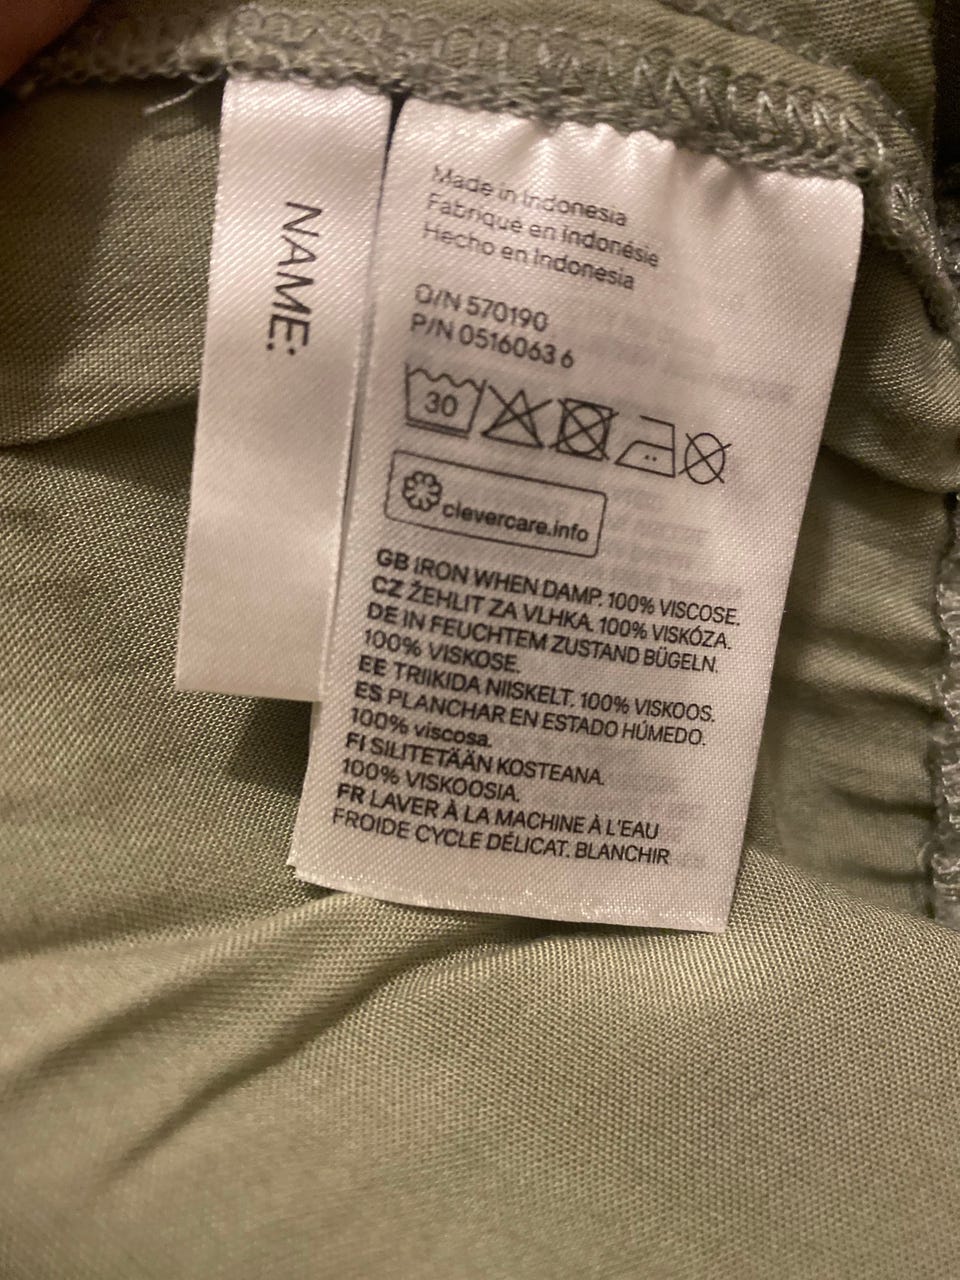 NAME:
Made in Indonesia
Fabriqué en Indonésie
Hecho en Indonesia
O/N 570190
P/N 0516063 6
30
clevercare.info
GB IRON WHEN DAMP. 100% VISCOSE.
CZ ŽEHLIT ZA VLHKA. 100% VISKÓZA.
DE IN FEUCHTEM ZUSTAND BÜGELN.
100% VISKOSE.
EE TRIIKIDA NIISKELT. 100% VISKOOS.
ES PLANCHAR EN ESTADO HÚMEDO.
100% viscosa.
FI SILITETÄÄN KOSTEANA.
100% VISKOOSIA.
FR LAVER À LA MACHINE À L'EAU
FROIDE CYCLE DÉLICAT. BLANCHIR